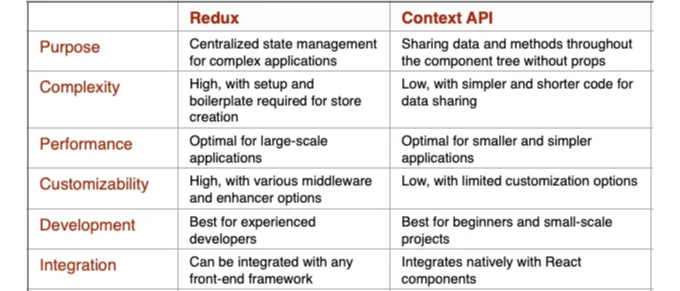 Redux
Context API
Purpose
Centralized state management
for complex applications
Sharing data and methods throughout
the component tree without props
Complexity
High, with setup and
boilerplate required for store
creation
Low, with simpler and shorter code for
data sharing
Performance
Optimal for large-scale
applications
Optimal for smaller and simpler
applications
Customizability
High, with various middleware
and enhancer options
Low, with limited customization options
Development
Best for experienced
developers
Best for beginners and small-scale
projects
Integration
Can be integrated with any
front-end framework
Integrates natively with React
components